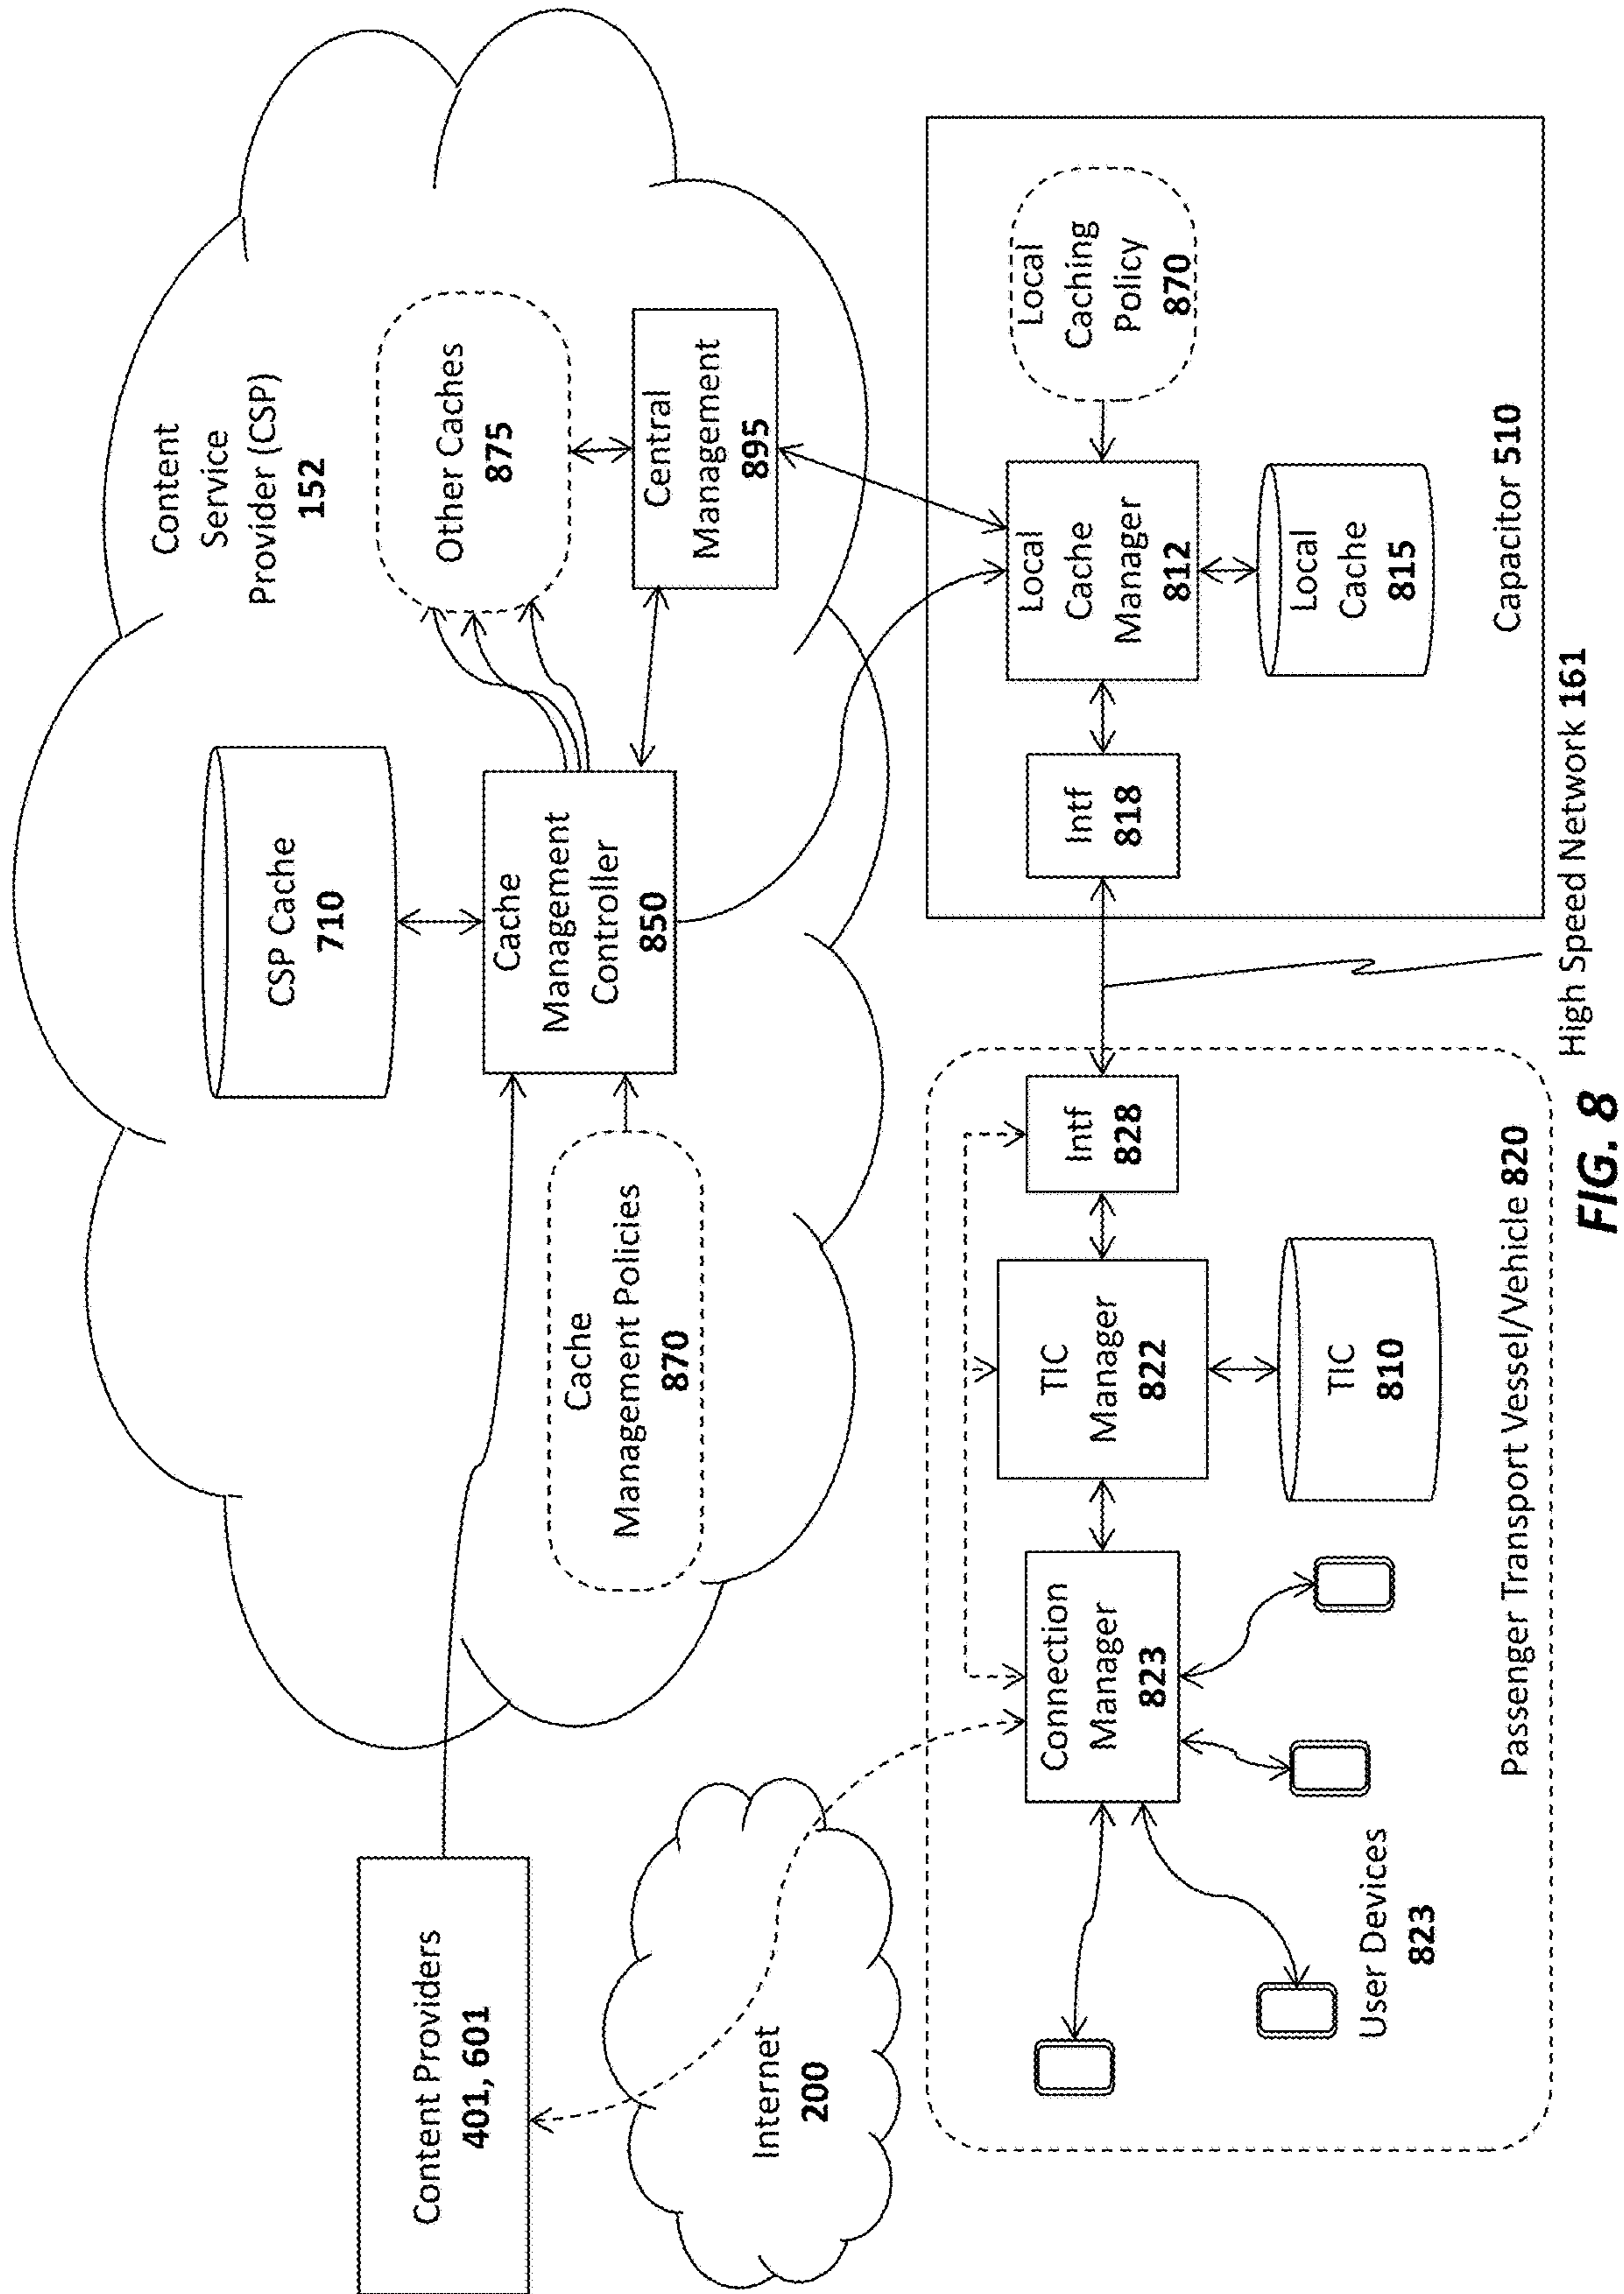 Content Providers
401, 601
Content
Service
Provider (CSP)
152
CSP Cache
710
Other Caches
875
Cache
Management
Controller
850
Central
Management
895
Cache
Management Policies
870
Internet
200
Connection
Manager
823
TIC
Manager
822
Intf
828
TIC
810
User Devices
823
Passenger Transport Vessel/Vehicle 820
Intf
818
Local
Cache
Manager
812
Local
Caching
Policy
870
Local
Cache
815
Capacitor 510
High Speed Network 161
FIG. 8